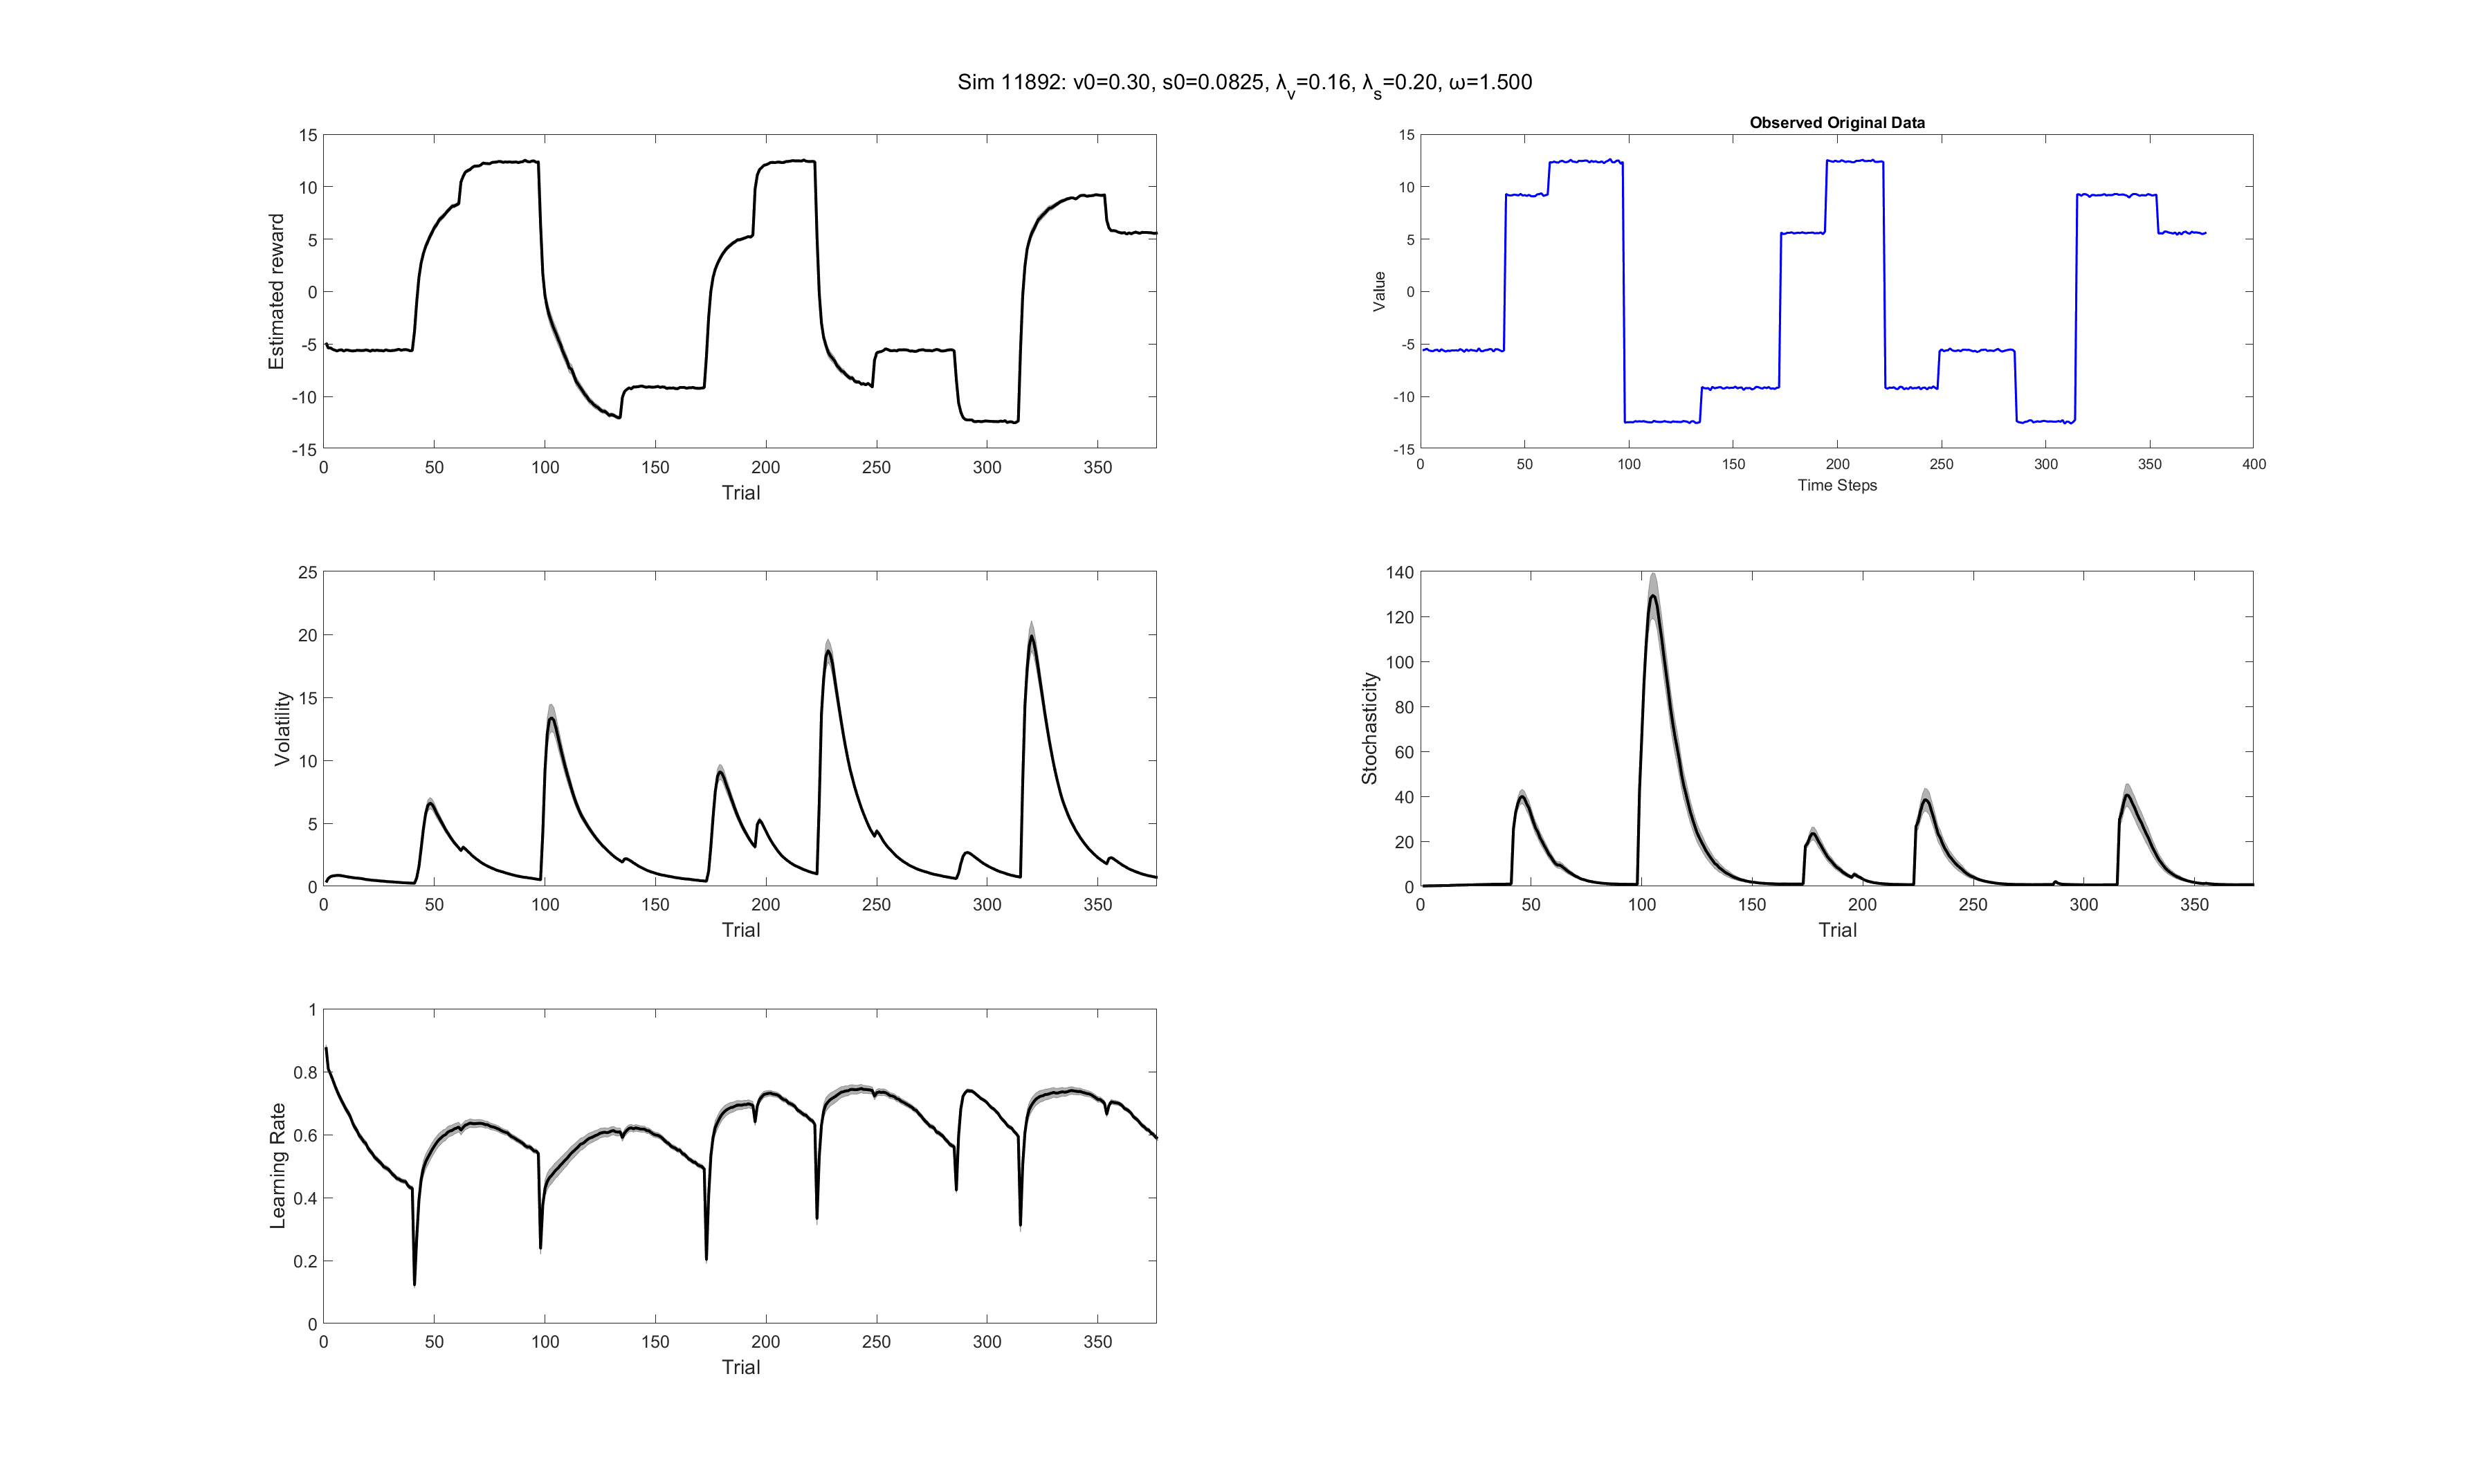 Sim 11892: v0=0.30, s0=0.0825, λv=0.16, λs=0.20, ω=1.500
15
10
5
0
-5
-10
-15
Estimated reward
0 50 100 150 200 250 300 350
Trial
Observed Original Data
15
10
5
0
-5
-10
-15
Value
0 50 100 150 200 250 300 350 400
Time Steps
25
20
15
10
5
0
Volatility
0 50 100 150 200 250 300 350
Trial
140
120
100
80
60
40
20
0
Stochasticity
0 50 100 150 200 250 300 350
Trial
1
0.8
0.6
0.4
0.2
0
Learning Rate
0 50 100 150 200 250 300 350
Trial